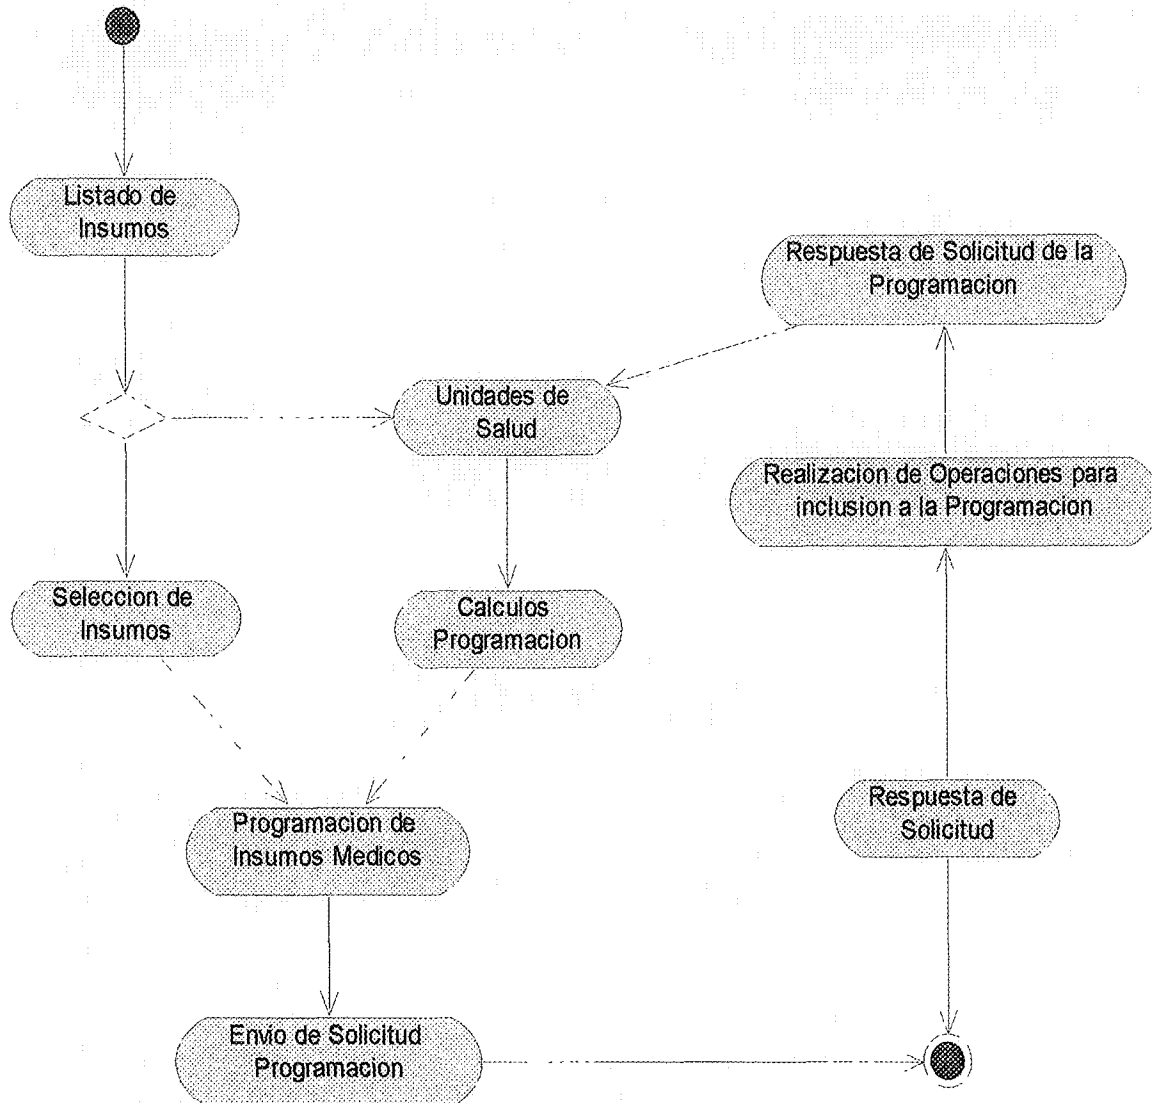 Listado de
Insumos
Respuesta de Solicitud de la
Programacion
Unidades de
Salud
Realizacion de Operaciones para
inclusion a la Programacion
Seleccion de
Insumos
Calculos
Programacion
Respuesta de
Solicitud
Programacion de
Insumos Medicos
Envio de Solicitud
Programacion